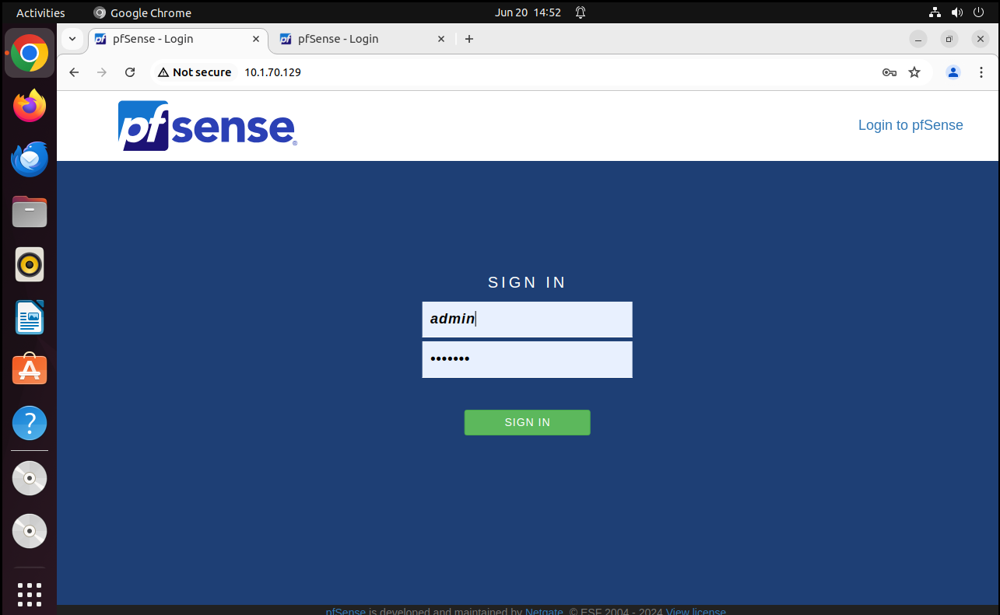 Activities Google Chrome Jun 20 14:52
pfSense - Login pfSense - Login
Not secure 10.1.70.129
pfsense® Login to pfSense
SIGN IN
admin
•••••••
SIGN IN
pfSense is developed and maintained by Netgate. © ESF 2004 - 2024 View license.